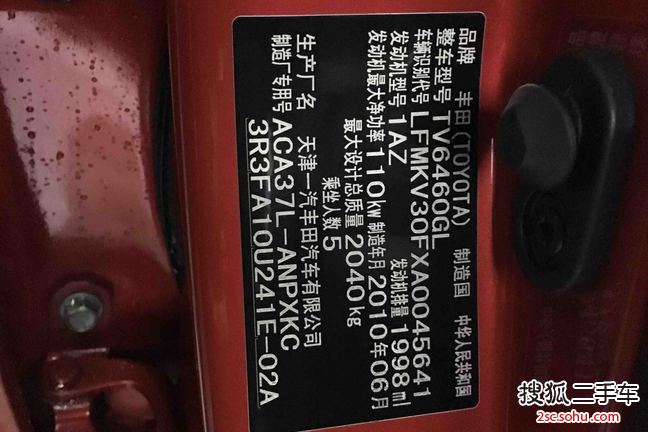 品牌 丰田(TOYOTA) 制造国 中华人民共和国
整车型号 TV6460GL
车辆识别代号 LFMKV30FXA0045641
发动机型号 1AZ 发动机排量 1998ml
发动机最大净功率 110kw 制造年月 2010年06月
最大设计总质量 2040kg
乘坐人数 5
生产厂名 天津一汽丰田汽车有限公司
制造厂专用号 ACA37L-ANPXKC
3R3FA10U241E-02A
搜狐二手车
2sc.sohu.com